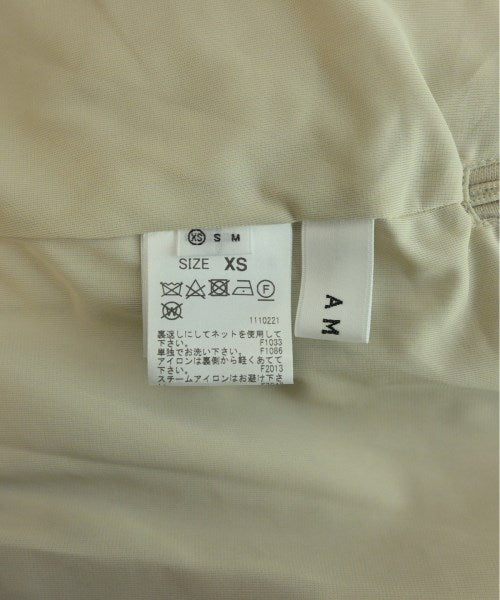 XS S M
SIZE XS
F
W
1110221
裏返しにしてネットを使用して
下さい。 F1033
単独でお洗い下さい。 F1066
アイロンは裏側から軽くあてて
下さい。 F2013
スチームアイロンはお避け下さ
A M